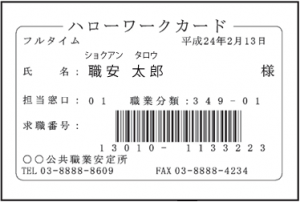 ハローワークカード
フルタイム 平成24年2月13日
ショクアン タロウ
氏 名: 職安 太郎 様
担当窓口: 01 職業分類:349-01
求職番号:
13010- 1133223
〇〇公共職業安定所
TEL 03-8888-8609 FAX 03-8888-4234